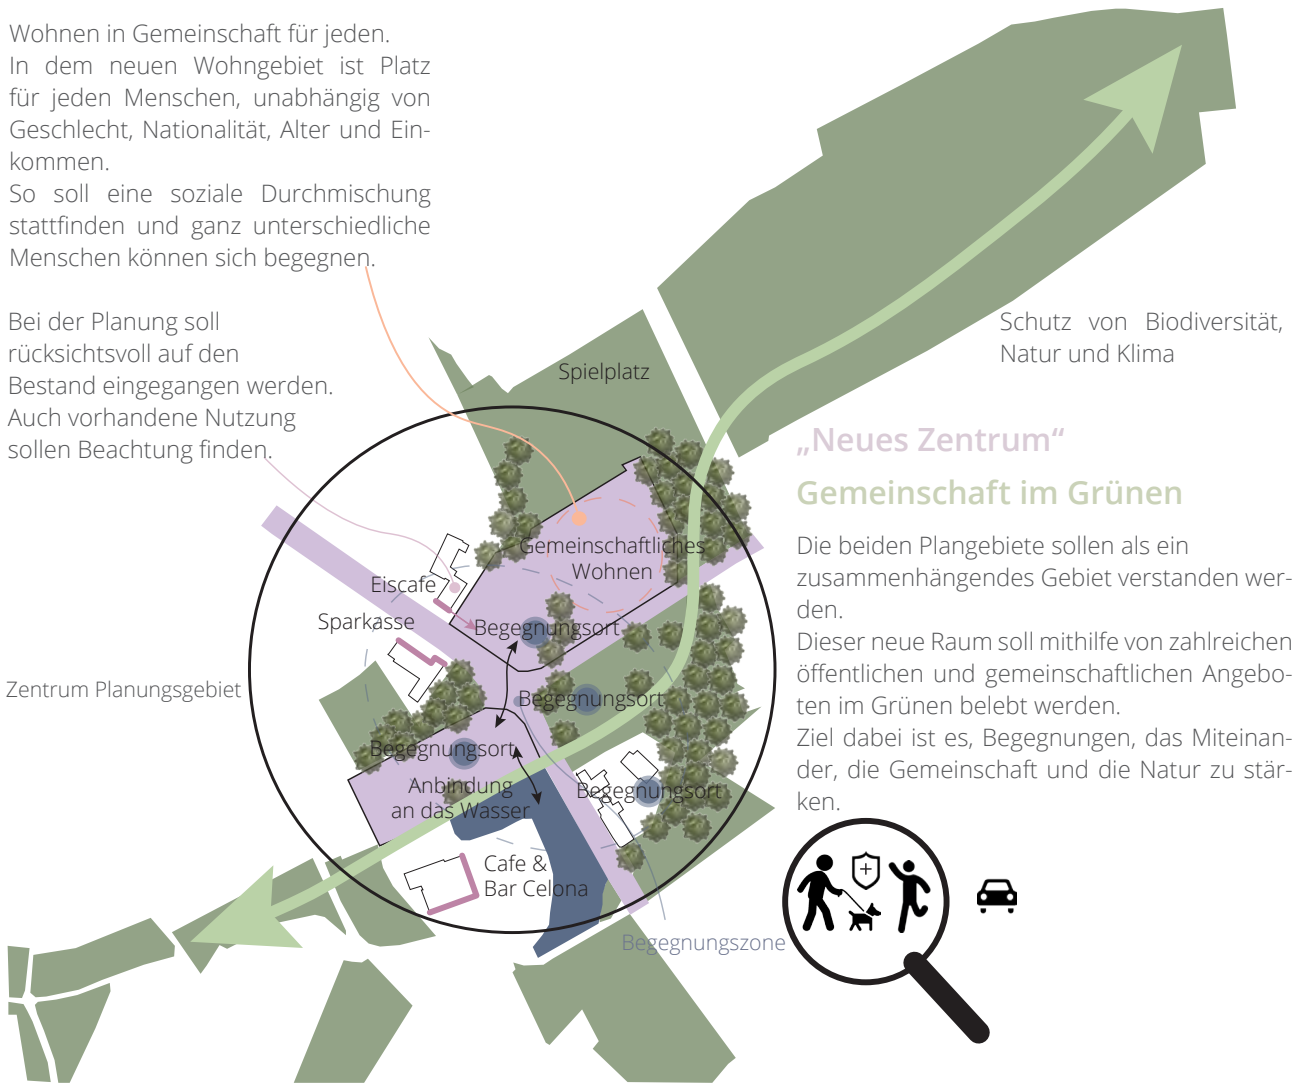 Wohnen in Gemeinschaft für jeden.
In dem neuen Wohngebiet ist Platz
für jeden Menschen, unabhängig von
Geschlecht, Nationalität, Alter und Ein-
kommen.
So soll eine soziale Durchmischung
stattfinden und ganz unterschiedliche
Menschen können sich begegnen.
Bei der Planung soll
rücksichtsvoll auf den
Bestand eingegangen werden.
Auch vorhandene Nutzung
sollen Beachtung finden.
Schutz von Biodiversität,
Natur und Klima
Spielplatz
„Neues Zentrum“
Gemeinschaft im Grünen
Die beiden Plangebiete sollen als ein
zusammenhängendes Gebiet verstanden wer-
den.
Dieser neue Raum soll mithilfe von zahlreichen
öffentlichen und gemeinschaftlichen Angebo-
ten im Grünen belebt werden.
Ziel dabei ist es, Begegnungen, das Miteinan-
der, die Gemeinschaft und die Natur zu stär-
ken.
Gemeinschaftliches
Wohnen
Eiscafe
Sparkasse
Begegnungsort
Zentrum Planungsgebiet
Begegnungsort
Begegnungsort
Anbindung
an das Wasser
Begegnungsort
Cafe &
Bar Celona
Begegnungszone